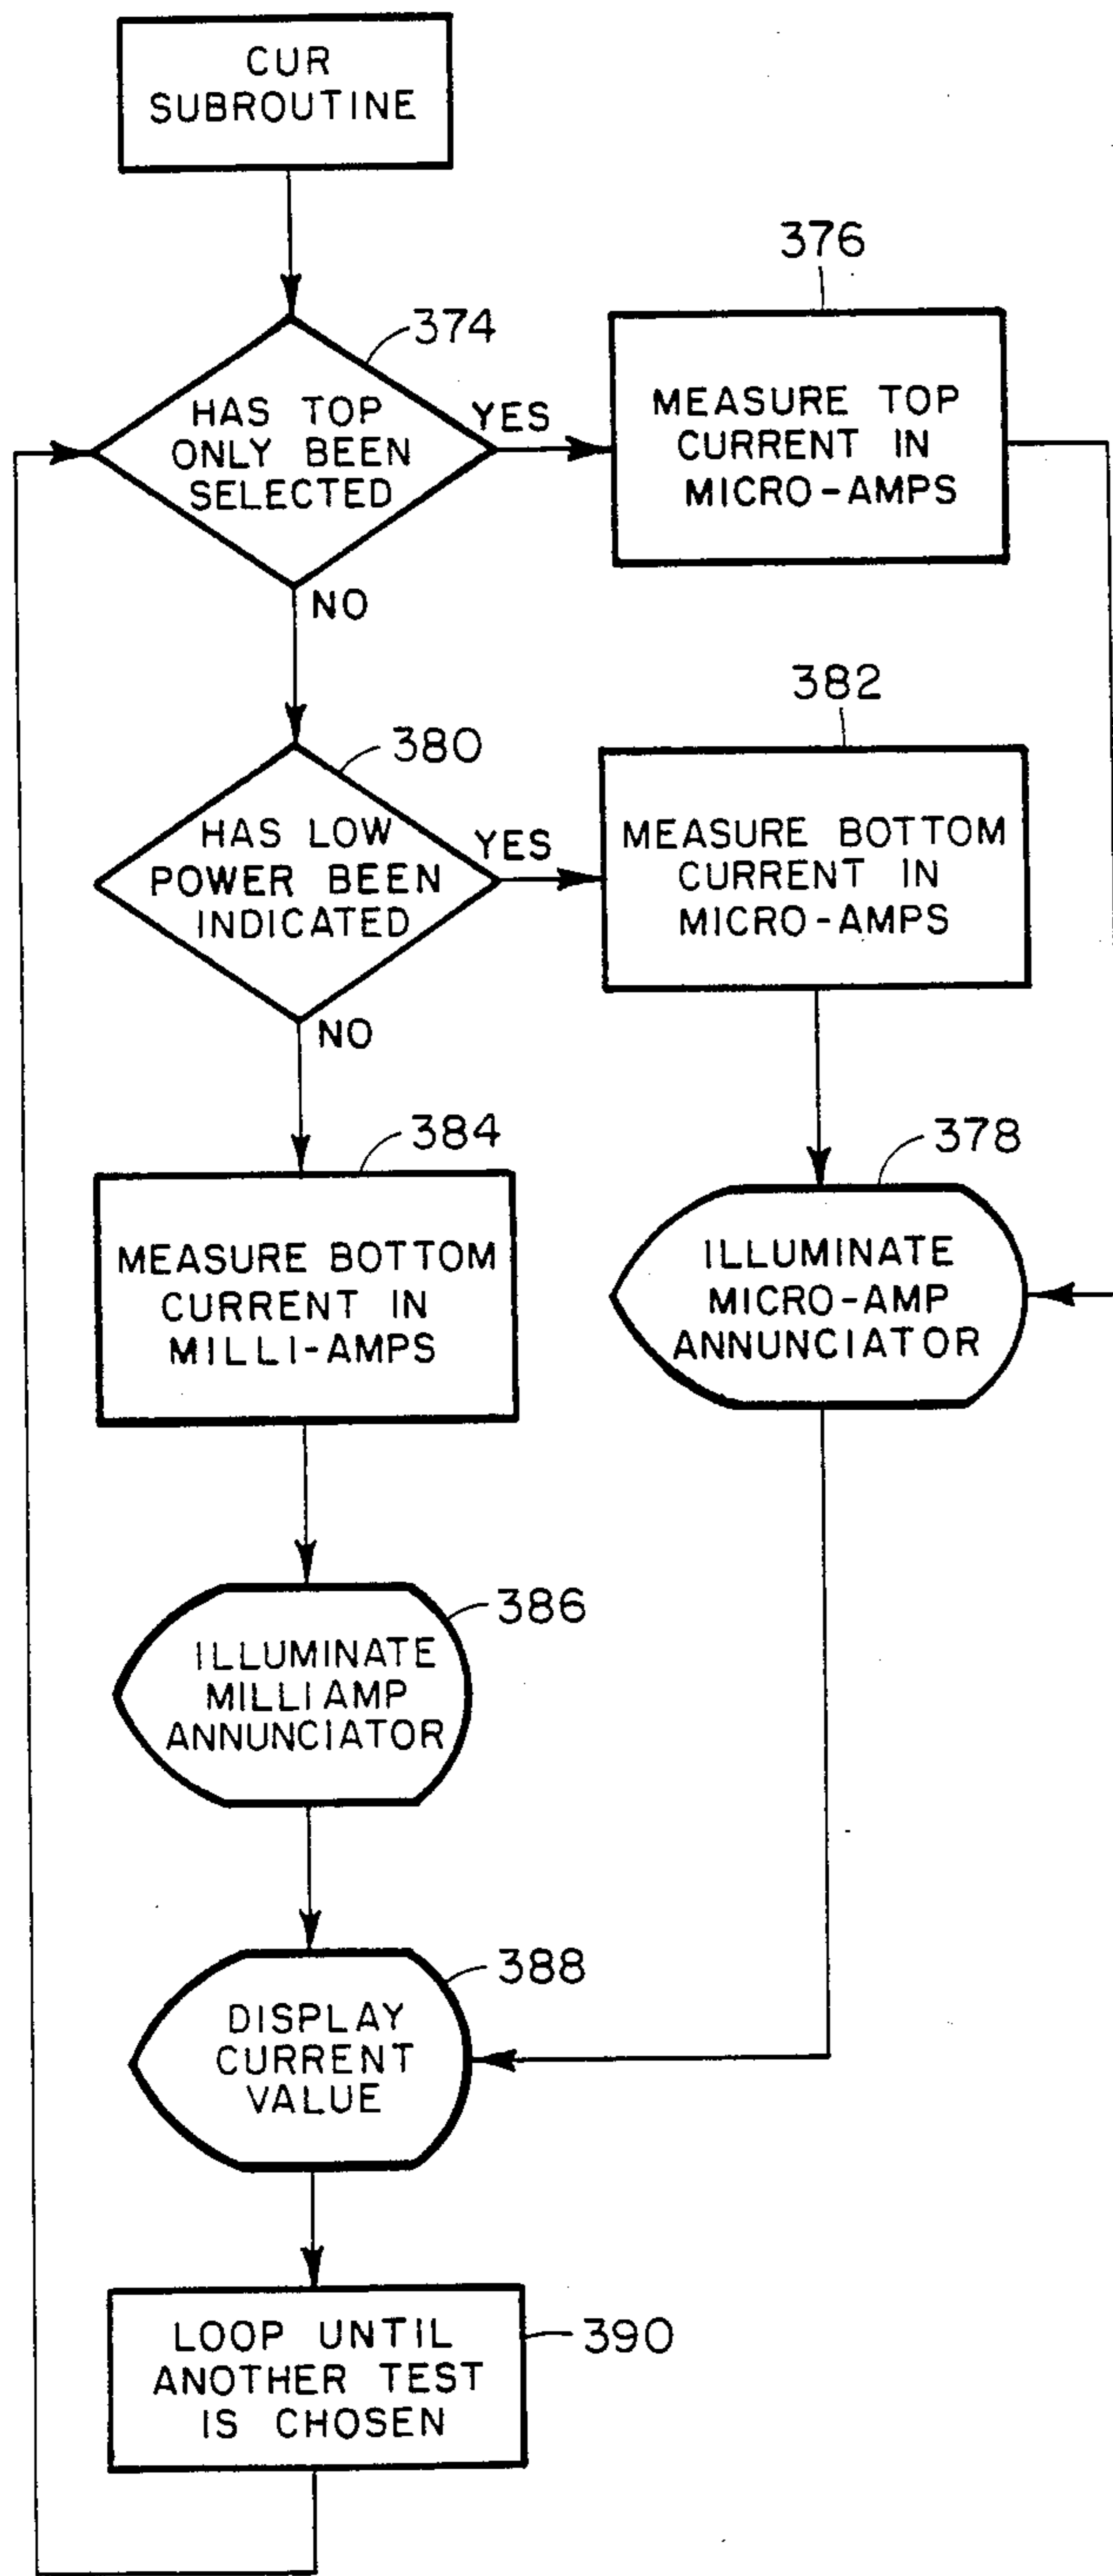 CUR
SUBROUTINE
376
374
HAS TOP
ONLY BEEN
SELECTED
YES
MEASURE TOP
CURRENT IN
MICRO-AMPS
NO
382
380
HAS LOW
POWER BEEN
INDICATED
YES
MEASURE BOTTOM
CURRENT IN
MICRO-AMPS
NO
384
378
MEASURE BOTTOM
CURRENT IN
MILLI-AMPS
ILLUMINATE
MICRO-AMP
ANNUNCIATOR
386
ILLUMINATE
MILLIAMP
ANNUNCIATOR
388
DISPLAY
CURRENT
VALUE
390
LOOP UNTIL
ANOTHER TEST
IS CHOSEN